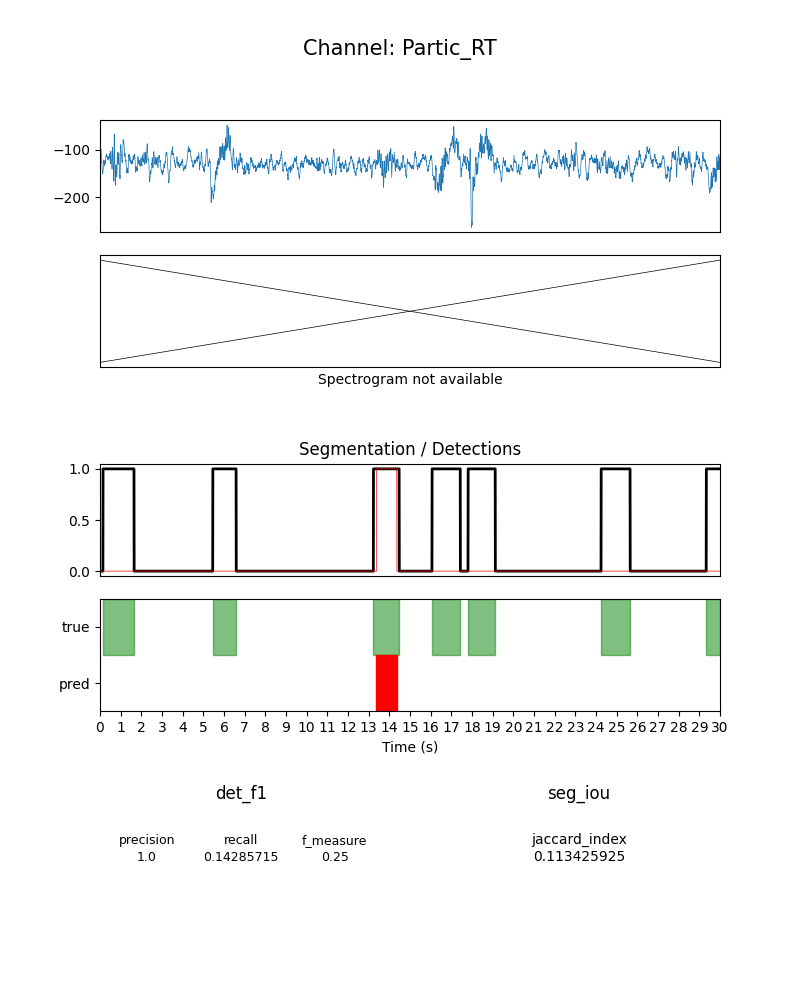 Channel: Partic_RT
−100
−200
Spectrogram not available
Segmentation / Detections
1.0
0.5
0.0
true
pred
0 1 2 3 4 5 6 7 8 9 10 11 12 13 14 15 16 17 18 19 20 21 22 23 24 25 26 27 28 29 30
Time (s)
det_f1 seg_iou
precision recall f_measure jaccard_index
1.0 0.14285715 0.25 0.113425925